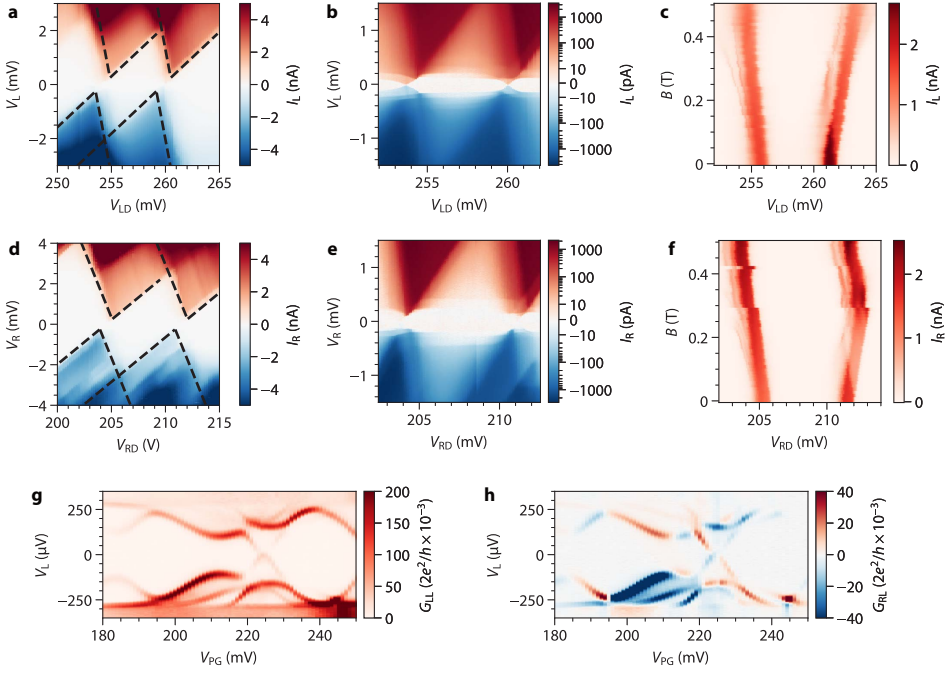 a
b
c
2
0
−2
V_L (mV)
250
255
260
265
V_LD (mV)
4
2
0
−2
−4
I_L (nA)
1
0
−1
V_L (mV)
255
260
V_LD (mV)
1000
100
10
0
−10
−100
−1000
I_L (pA)
0.4
0.2
0
B (T)
255
260
265
V_LD (mV)
2
1
0
I_L (nA)
d
e
f
4
2
0
−2
−4
V_R (mV)
200
205
210
215
V_RD (V)
4
2
0
−2
−4
I_R (nA)
1
0
−1
V_R (mV)
205
210
V_RD (mV)
1000
100
10
0
−10
−100
−1000
I_R (pA)
0.4
0.2
0
B (T)
205
210
V_RD (mV)
2
1
0
I_R (nA)
g
h
250
0
−250
V_L (μV)
180
200
220
240
V_PG (mV)
200
150
100
50
0
G_LL (2e²/h × 10⁻³)
250
0
−250
V_L (μV)
180
200
220
240
V_PG (mV)
40
20
0
−20
−40
G_RL (2e²/h × 10⁻³)